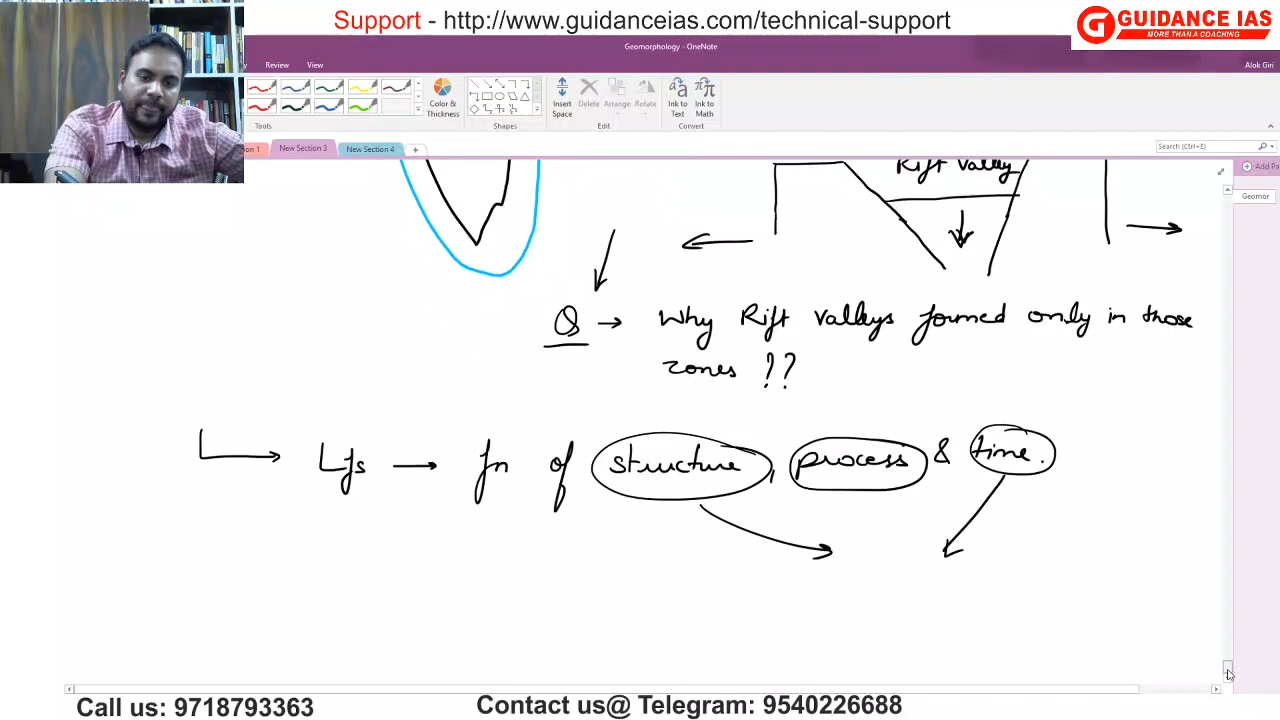 Support - http://www.guidanceias.com/technical-support
GUIDANCE IAS
MORE THAN A COACHING
Geomorphology - OneNote
Review View
Alok Giri
Color & Thickness
Insert Space
Delete
Arrange
Rotate
Ink to Text
Ink to Math
Tools
Shapes
Edit
Convert
New Section 3
New Section 4
Search (Ctrl+E)
Add Pa
Geomor
Rift Valley
Q → Why Rift Valleys formed only in those
zones ??
Lfs → fn of structure, process & time.
Call us: 9718793363
Contact us@ Telegram: 9540226688